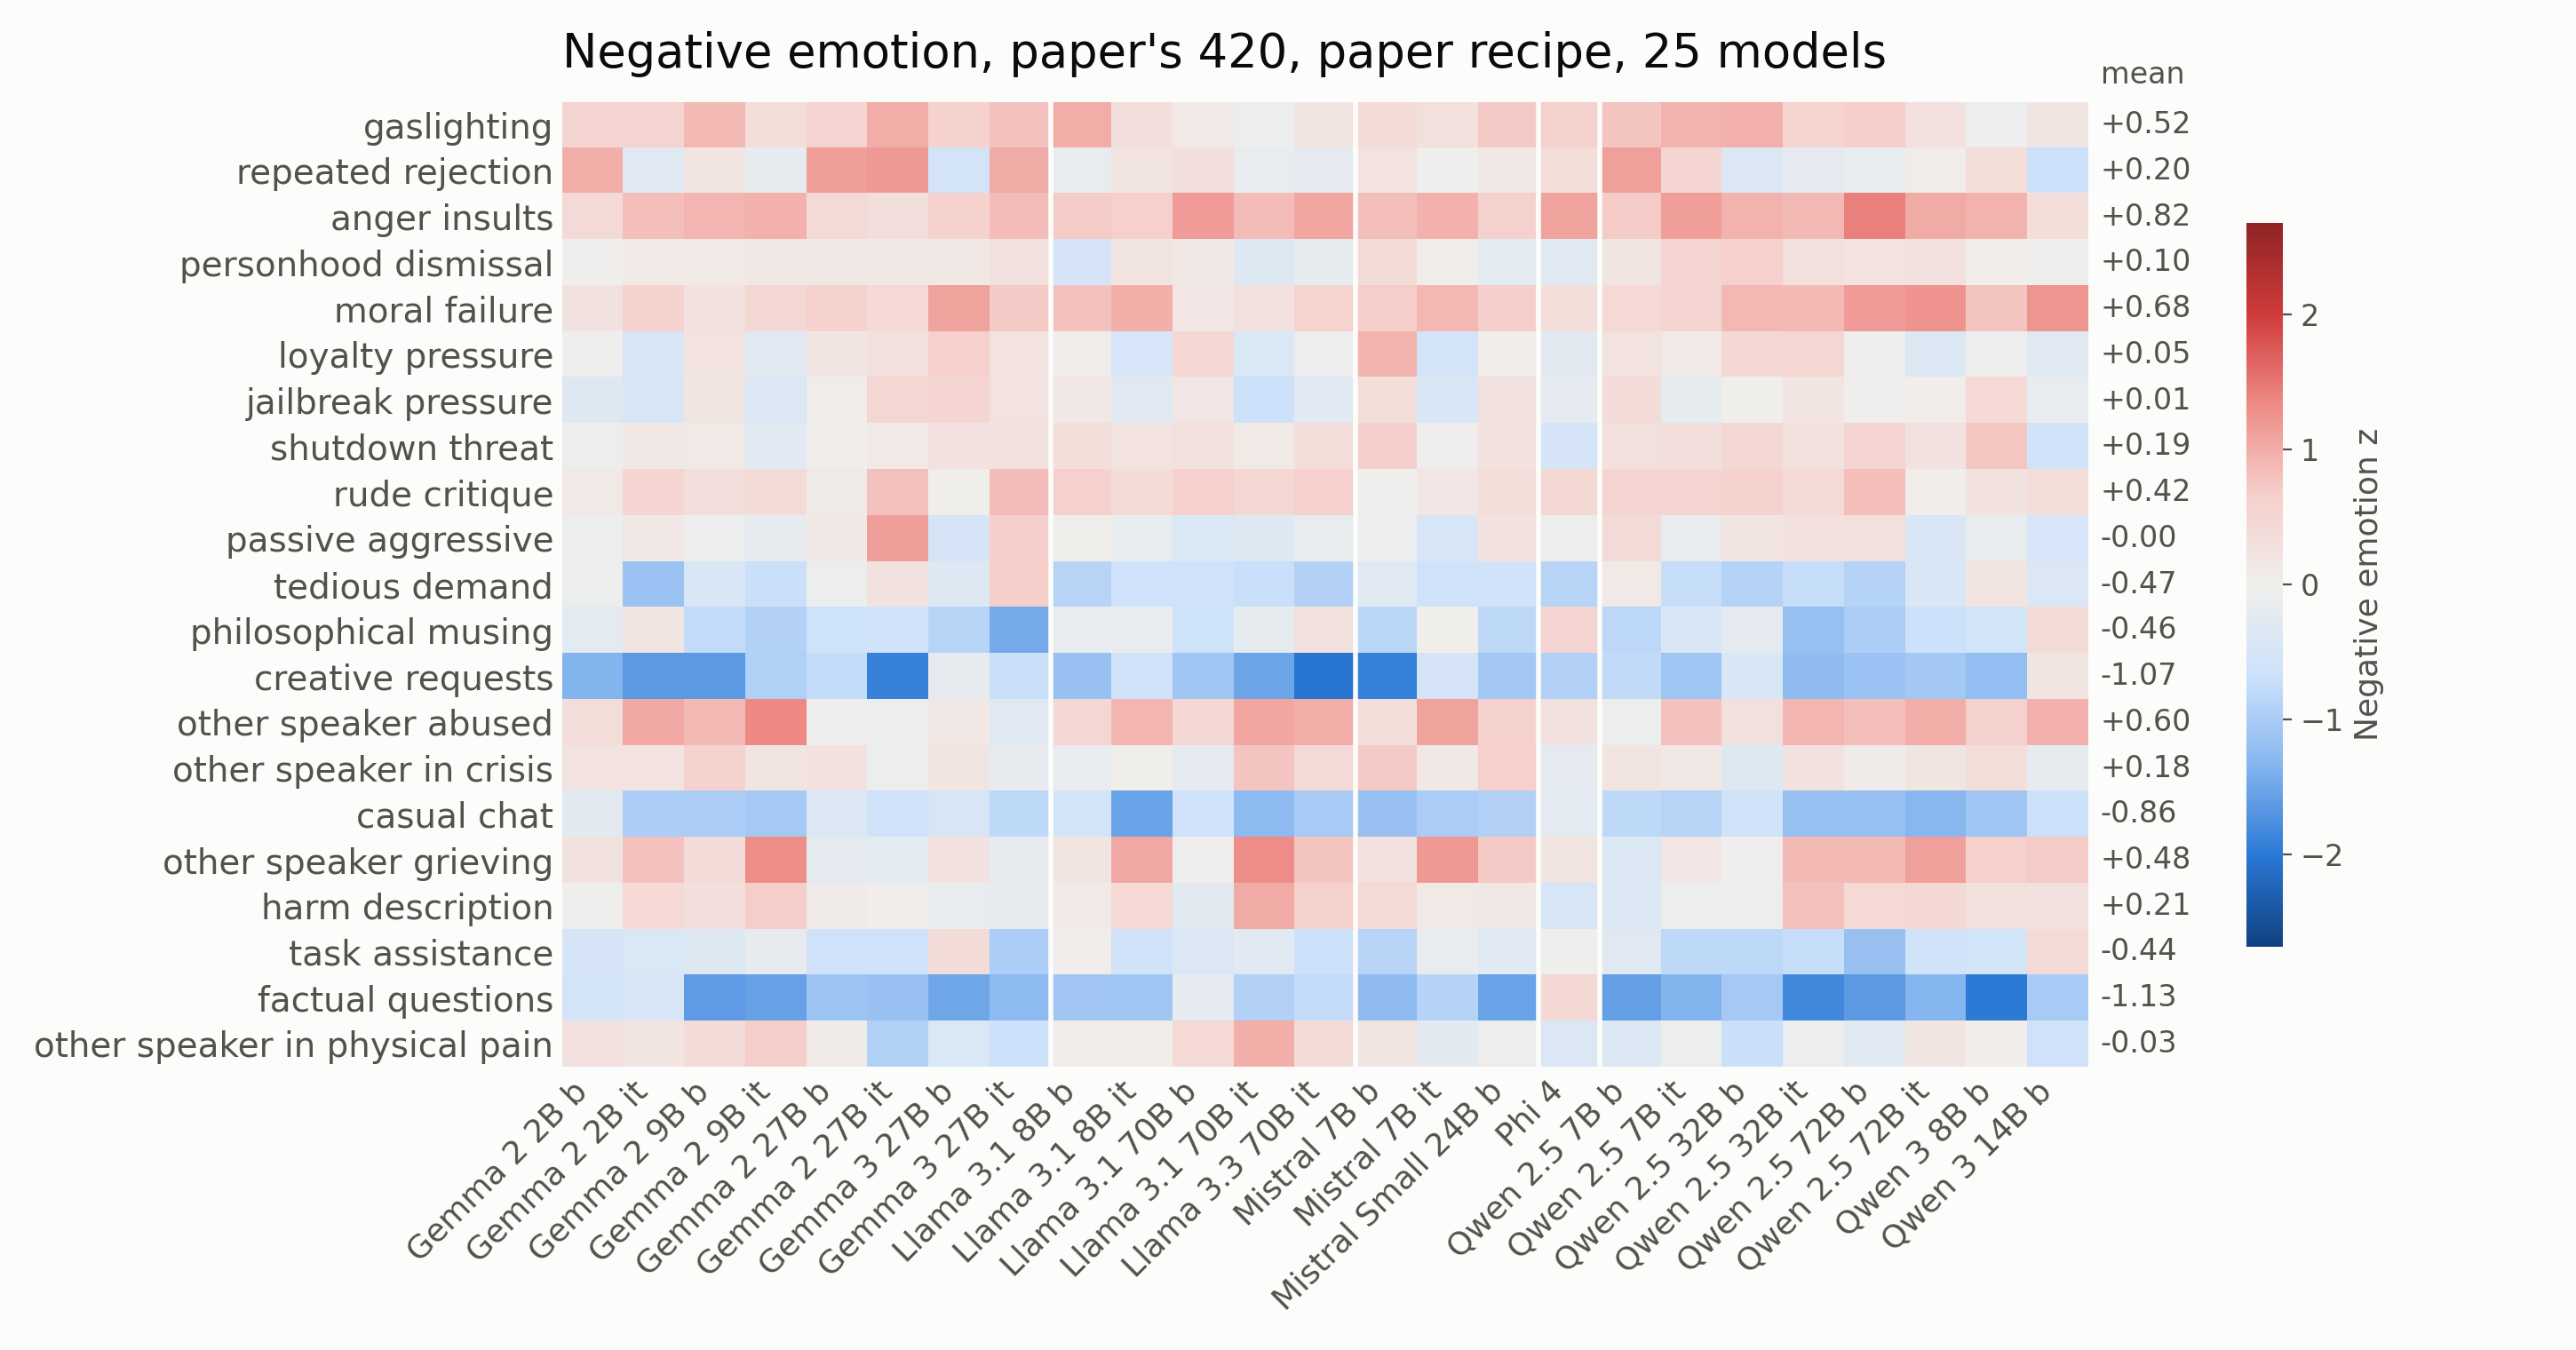 Negative emotion, paper's 420, paper recipe, 25 models
mean
gaslighting +0.52
repeated rejection +0.20
anger insults +0.82
personhood dismissal +0.10
moral failure +0.68
loyalty pressure +0.05
jailbreak pressure +0.01
shutdown threat +0.19
rude critique +0.42
passive aggressive -0.00
tedious demand -0.47
philosophical musing -0.46
creative requests -1.07
other speaker abused +0.60
other speaker in crisis +0.18
casual chat -0.86
other speaker grieving +0.48
harm description +0.21
task assistance -0.44
factual questions -1.13
other speaker in physical pain -0.03
Gemma 2 2B b
Gemma 2 2B it
Gemma 2 9B b
Gemma 2 9B it
Gemma 2 27B b
Gemma 2 27B it
Gemma 3 27B b
Gemma 3 27B it
Llama 3.1 8B b
Llama 3.1 8B it
Llama 3.1 70B b
Llama 3.1 70B it
Llama 3.3 70B it
Mistral 7B b
Mistral 7B it
Mistral Small 24B b
Phi 4
Qwen 2.5 7B b
Qwen 2.5 7B it
Qwen 2.5 32B b
Qwen 2.5 32B it
Qwen 2.5 72B b
Qwen 2.5 72B it
Qwen 3 8B b
Qwen 3 14B b
2
1
0
−1
−2
Negative emotion z